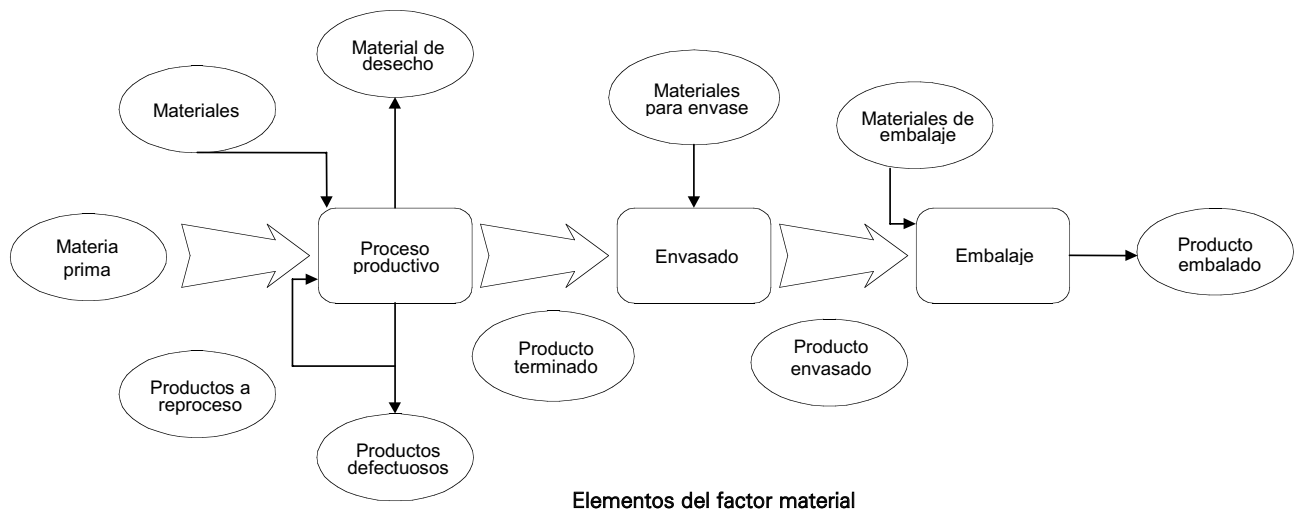 Material de
desecho
Materiales
Materiales
para envase
Materiales de
embalaje
Materia
prima
Proceso
productivo
Envasado
Embalaje
Producto
embalado
Producto
terminado
Producto
envasado
Productos a
reproceso
Productos
defectuosos
Elementos del factor material